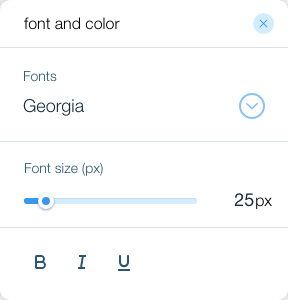 font and color
Fonts
Georgia
Font size (px)
25px
B I U